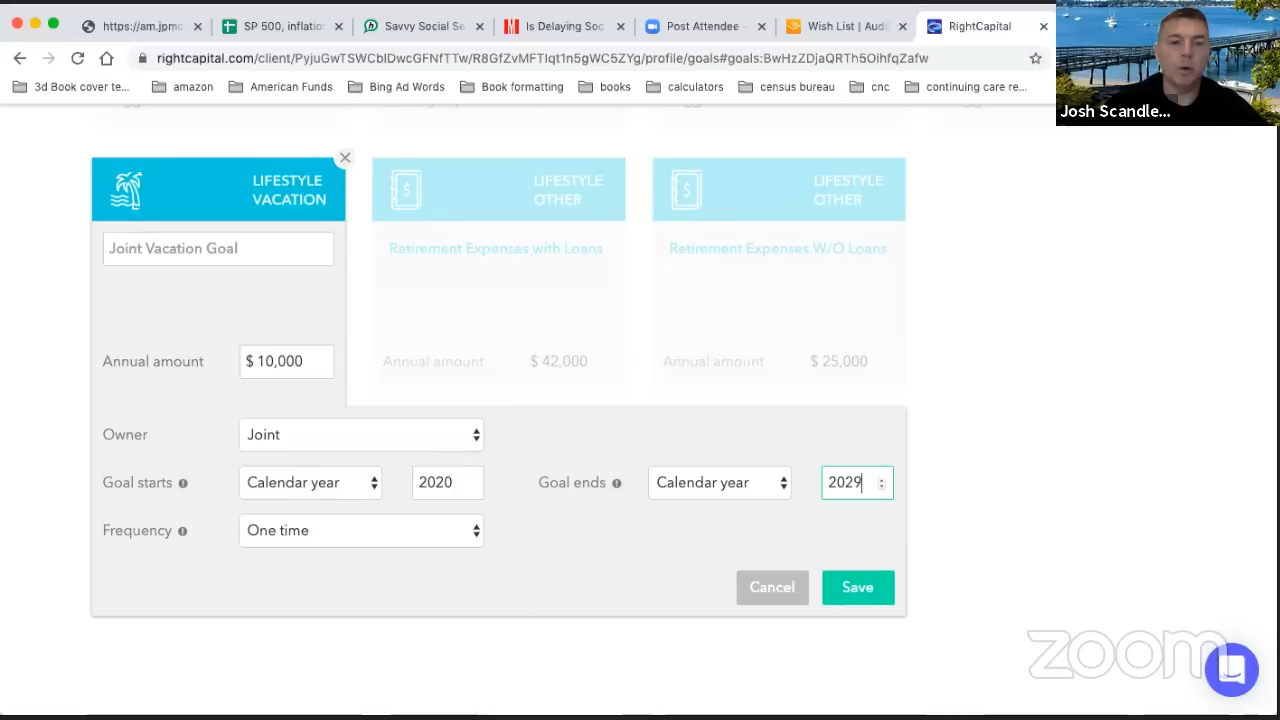 https://am.jpmo
SP 500, inflatio
Savvy Social Se
Is Delaying Soc
Post Attendee
Wish List | Audi
RightCapital
rightcapital.com/client/PyjuGwTSWCblDwcGFNfTTw/R8GfZvMFTIqt1n5gWC5ZYg/profile/goals#goals:BwHzZDjaQRTh5OihfqZafw
3d Book cover te...
amazon
American Funds
Bing Ad Words
Book formatting
books
calculators
census bureau
cnc
continuing care re...
Josh Scandle...
LIFESTYLE
VACATION
LIFESTYLE
OTHER
LIFESTYLE
OTHER
Joint Vacation Goal
Retirement Expenses with Loans
Retirement Expenses W/O Loans
Annual amount $ 10,000
Annual amount $ 42,000
Annual amount $ 25,000
Owner Joint
Goal starts Calendar year 2020 Goal ends Calendar year 2029
Frequency One time
Cancel Save
zoom